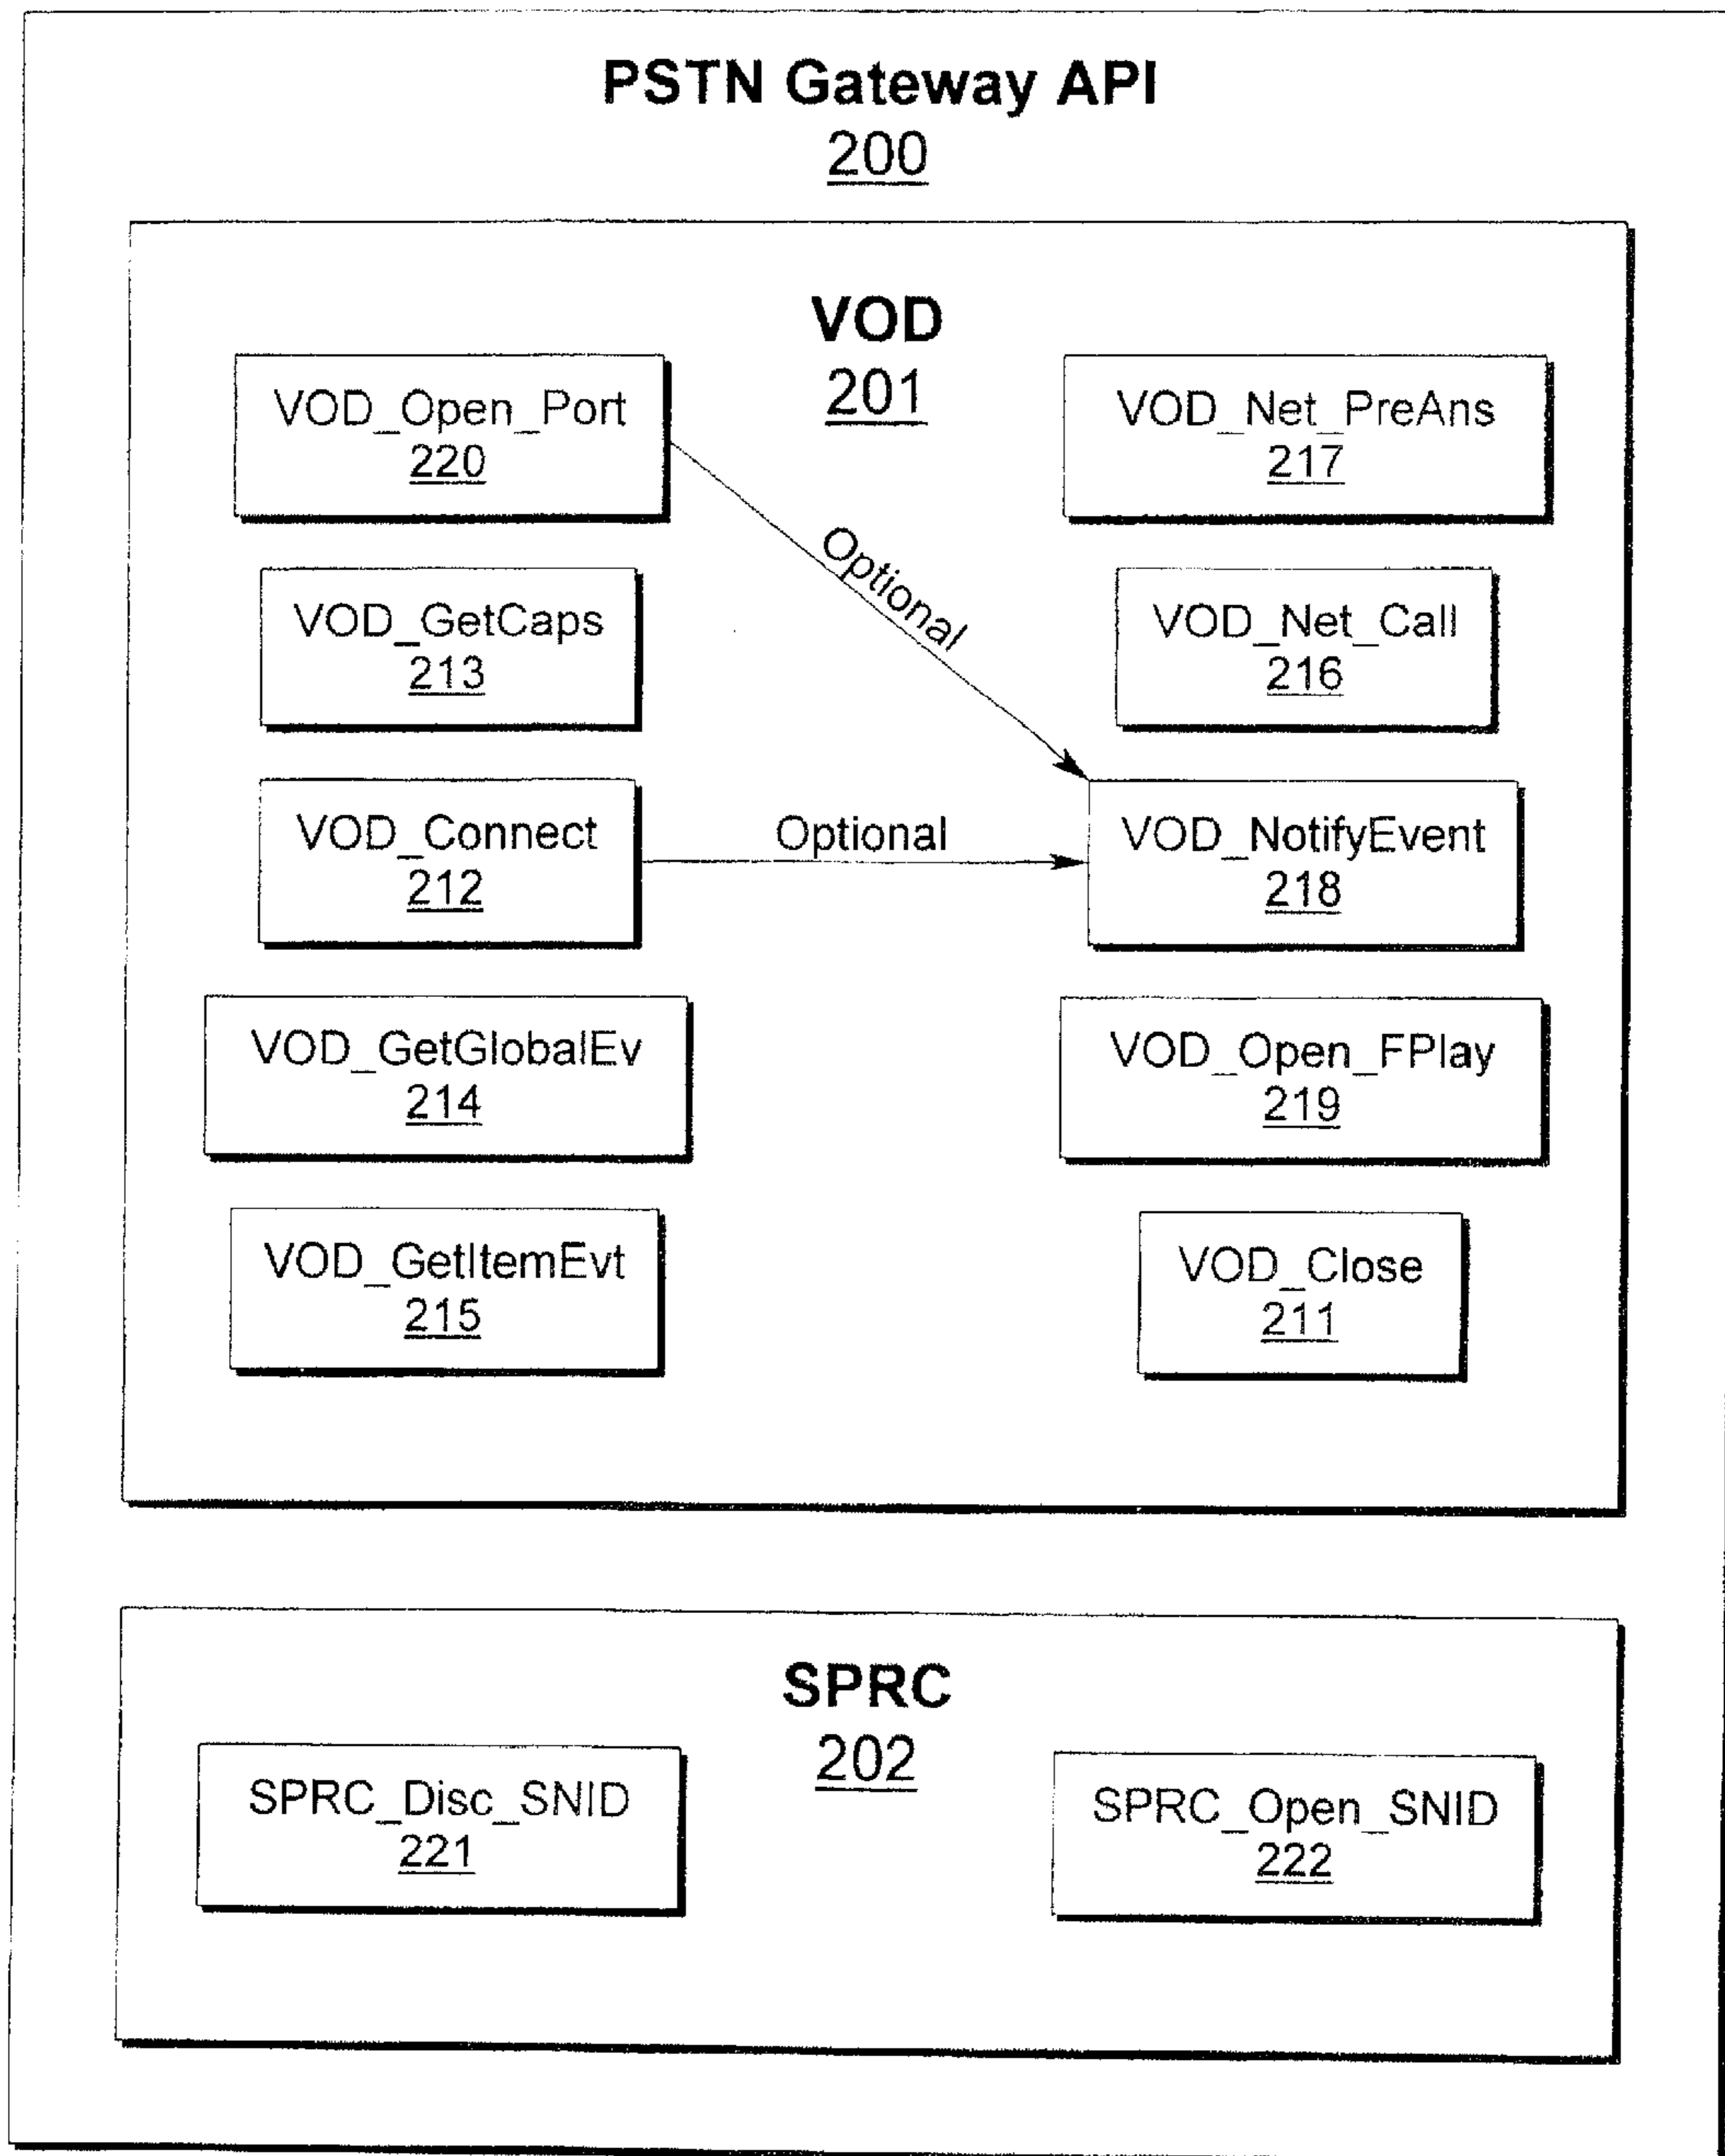 PSTN Gateway API
200
VOD
201
VOD_Open_Port
220
VOD_Net_PreAns
217
Optional
VOD_GetCaps
213
VOD_Net_Call
216
VOD_Connect
212
Optional
VOD_NotifyEvent
218
VOD_GetGlobalEv
214
VOD_Open_FPlay
219
VOD_GetItemEvt
215
VOD_Close
211
SPRC
202
SPRC_Disc_SNID
221
SPRC_Open_SNID
222